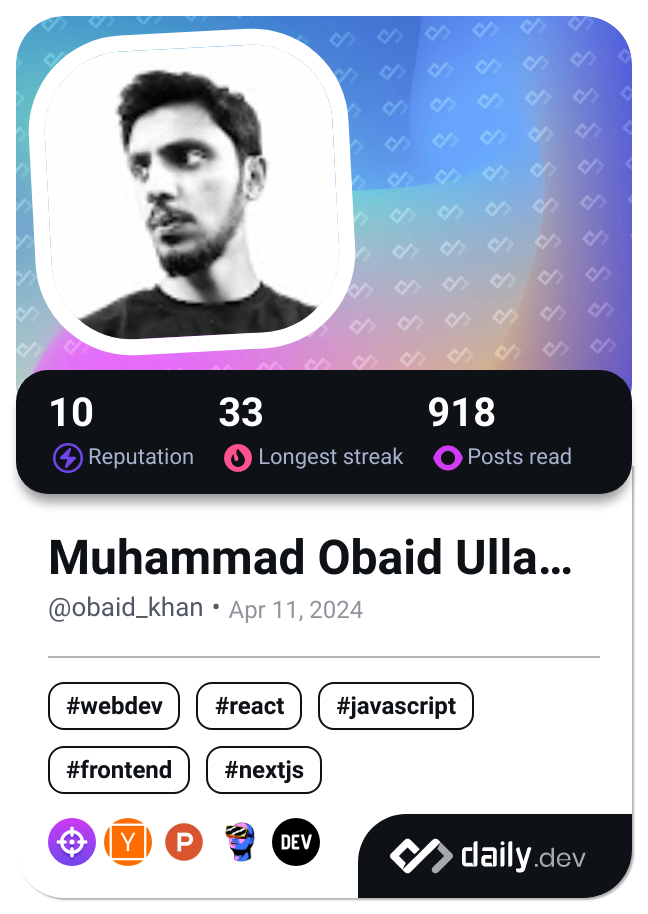 10 33 918
Reputation Longest streak Posts read
Muhammad Obaid Ulla...
@obaid_khan • Apr 11, 2024
#webdev #react #javascript
#frontend #nextjs
Y P DEV
daily.dev